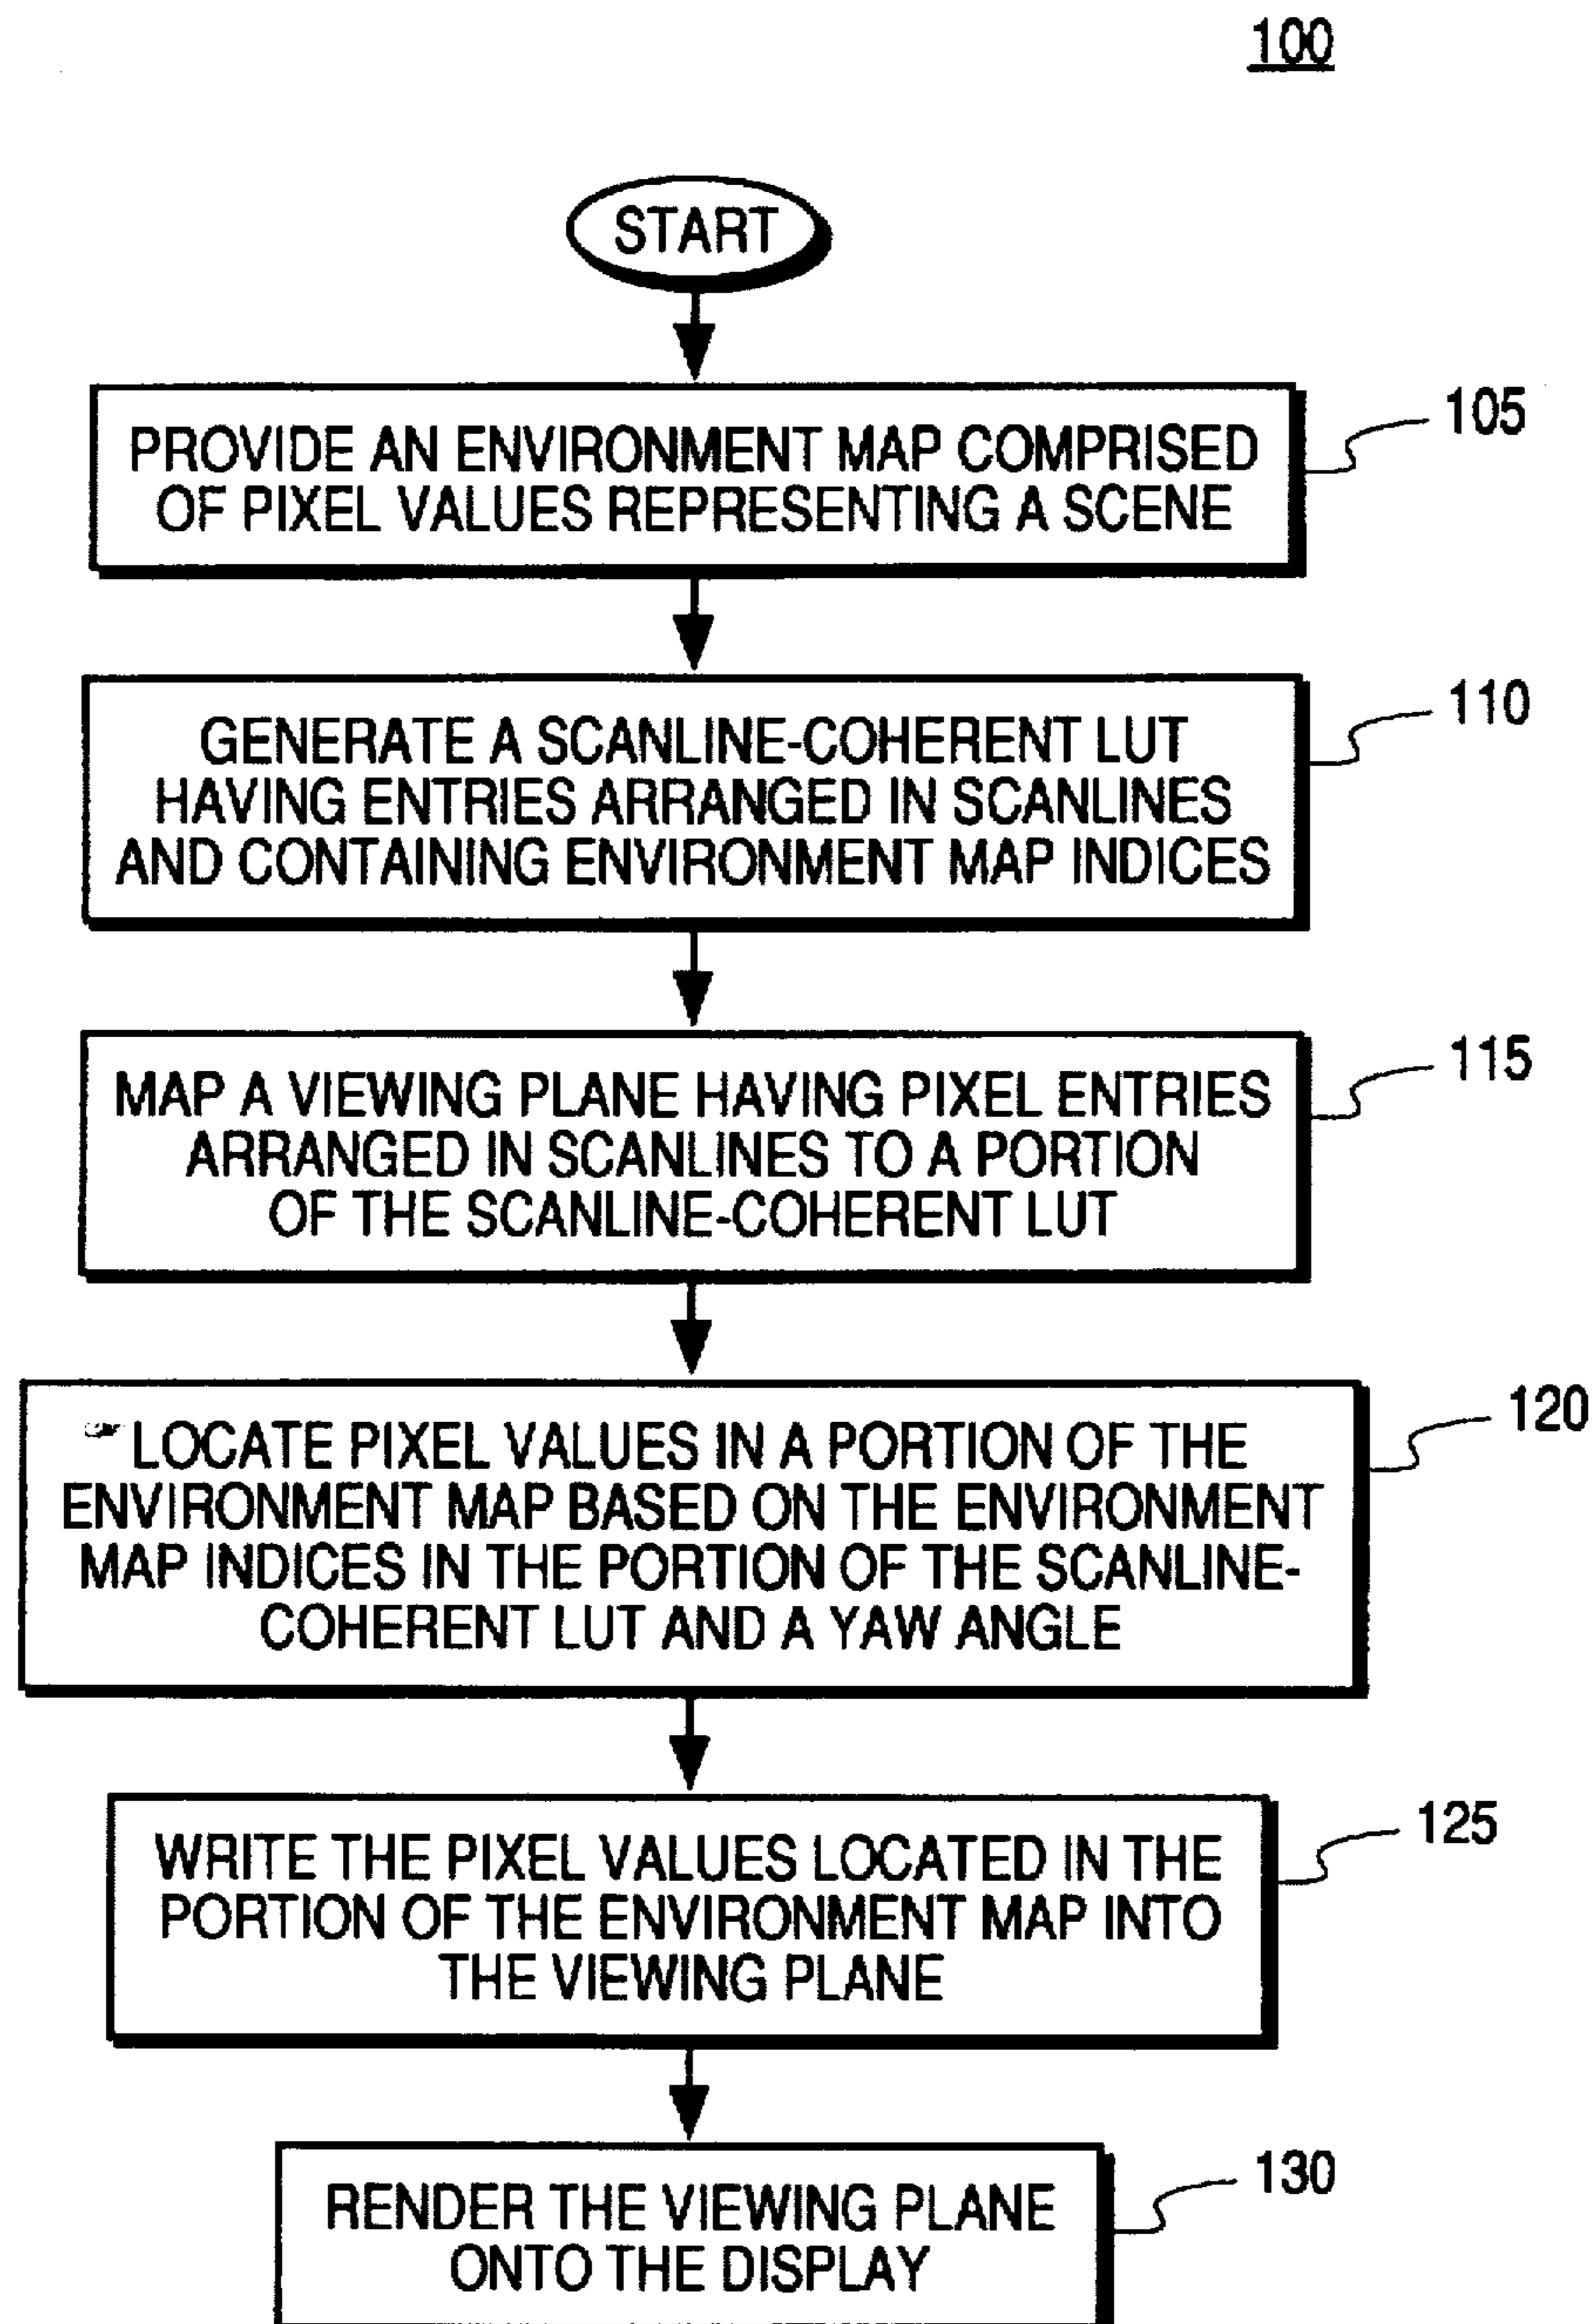 100
START
PROVIDE AN ENVIRONMENT MAP COMPRISED
OF PIXEL VALUES REPRESENTING A SCENE
105
GENERATE A SCANLINE-COHERENT LUT
HAVING ENTRIES ARRANGED IN SCANLINES
AND CONTAINING ENVIRONMENT MAP INDICES
110
MAP A VIEWING PLANE HAVING PIXEL ENTRIES
ARRANGED IN SCANLINES TO A PORTION
OF THE SCANLINE-COHERENT LUT
115
LOCATE PIXEL VALUES IN A PORTION OF THE
ENVIRONMENT MAP BASED ON THE ENVIRONMENT
MAP INDICES IN THE PORTION OF THE SCANLINE-
COHERENT LUT AND A YAW ANGLE
120
WRITE THE PIXEL VALUES LOCATED IN THE
PORTION OF THE ENVIRONMENT MAP INTO
THE VIEWING PLANE
125
RENDER THE VIEWING PLANE
ONTO THE DISPLAY
130